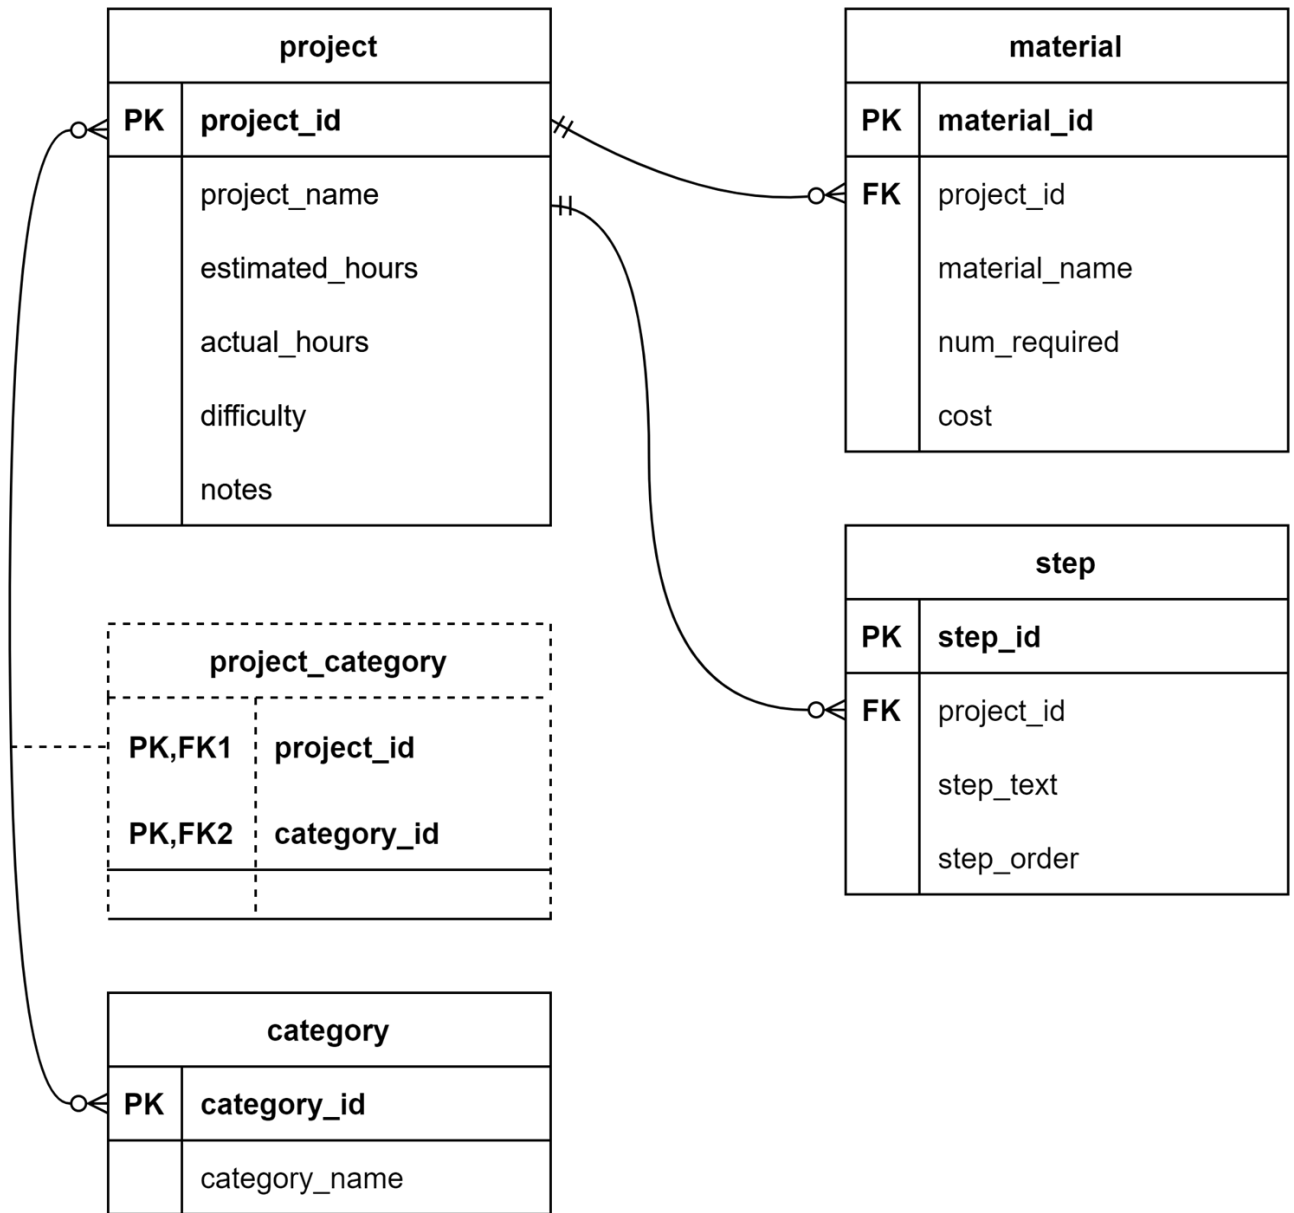 project
PK project_id
project_name
estimated_hours
actual_hours
difficulty
notes
material
PK material_id
FK project_id
material_name
num_required
cost
project_category
PK,FK1 project_id
PK,FK2 category_id
step
PK step_id
FK project_id
step_text
step_order
category
PK category_id
category_name